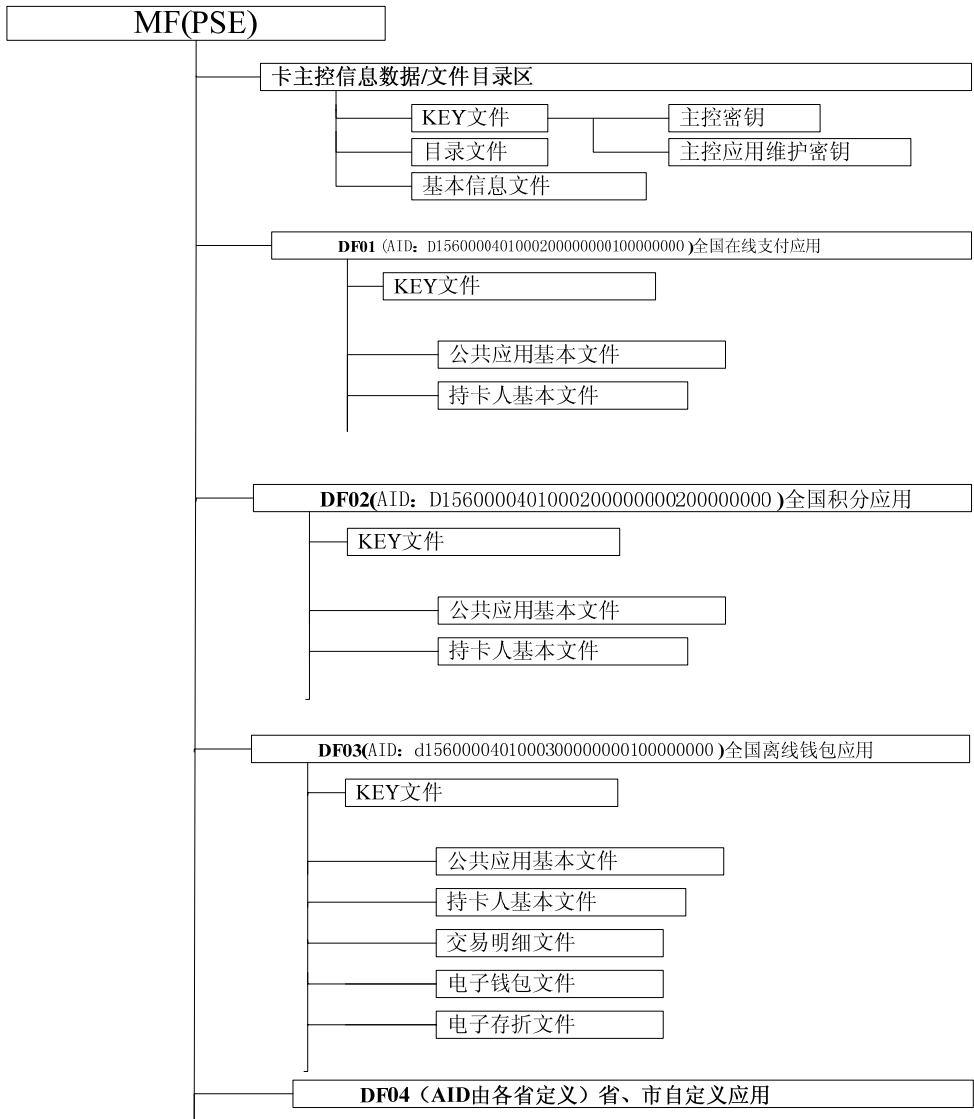 MF(PSE)
卡主控信息数据/文件目录区
KEY文件
主控密钥
目录文件
主控应用维护密钥
基本信息文件
DF01 (AID: D1560000401000200000000100000000 )全国在线支付应用
KEY文件
公共应用基本文件
持卡人基本文件
DF02(AID: D1560000401000200000000200000000 )全国积分应用
KEY文件
公共应用基本文件
持卡人基本文件
DF03(AID: d1560000401000300000000100000000 )全国离线钱包应用
KEY文件
公共应用基本文件
持卡人基本文件
交易明细文件
电子钱包文件
电子存折文件
DF04（AID由各省定义）省、市自定义应用